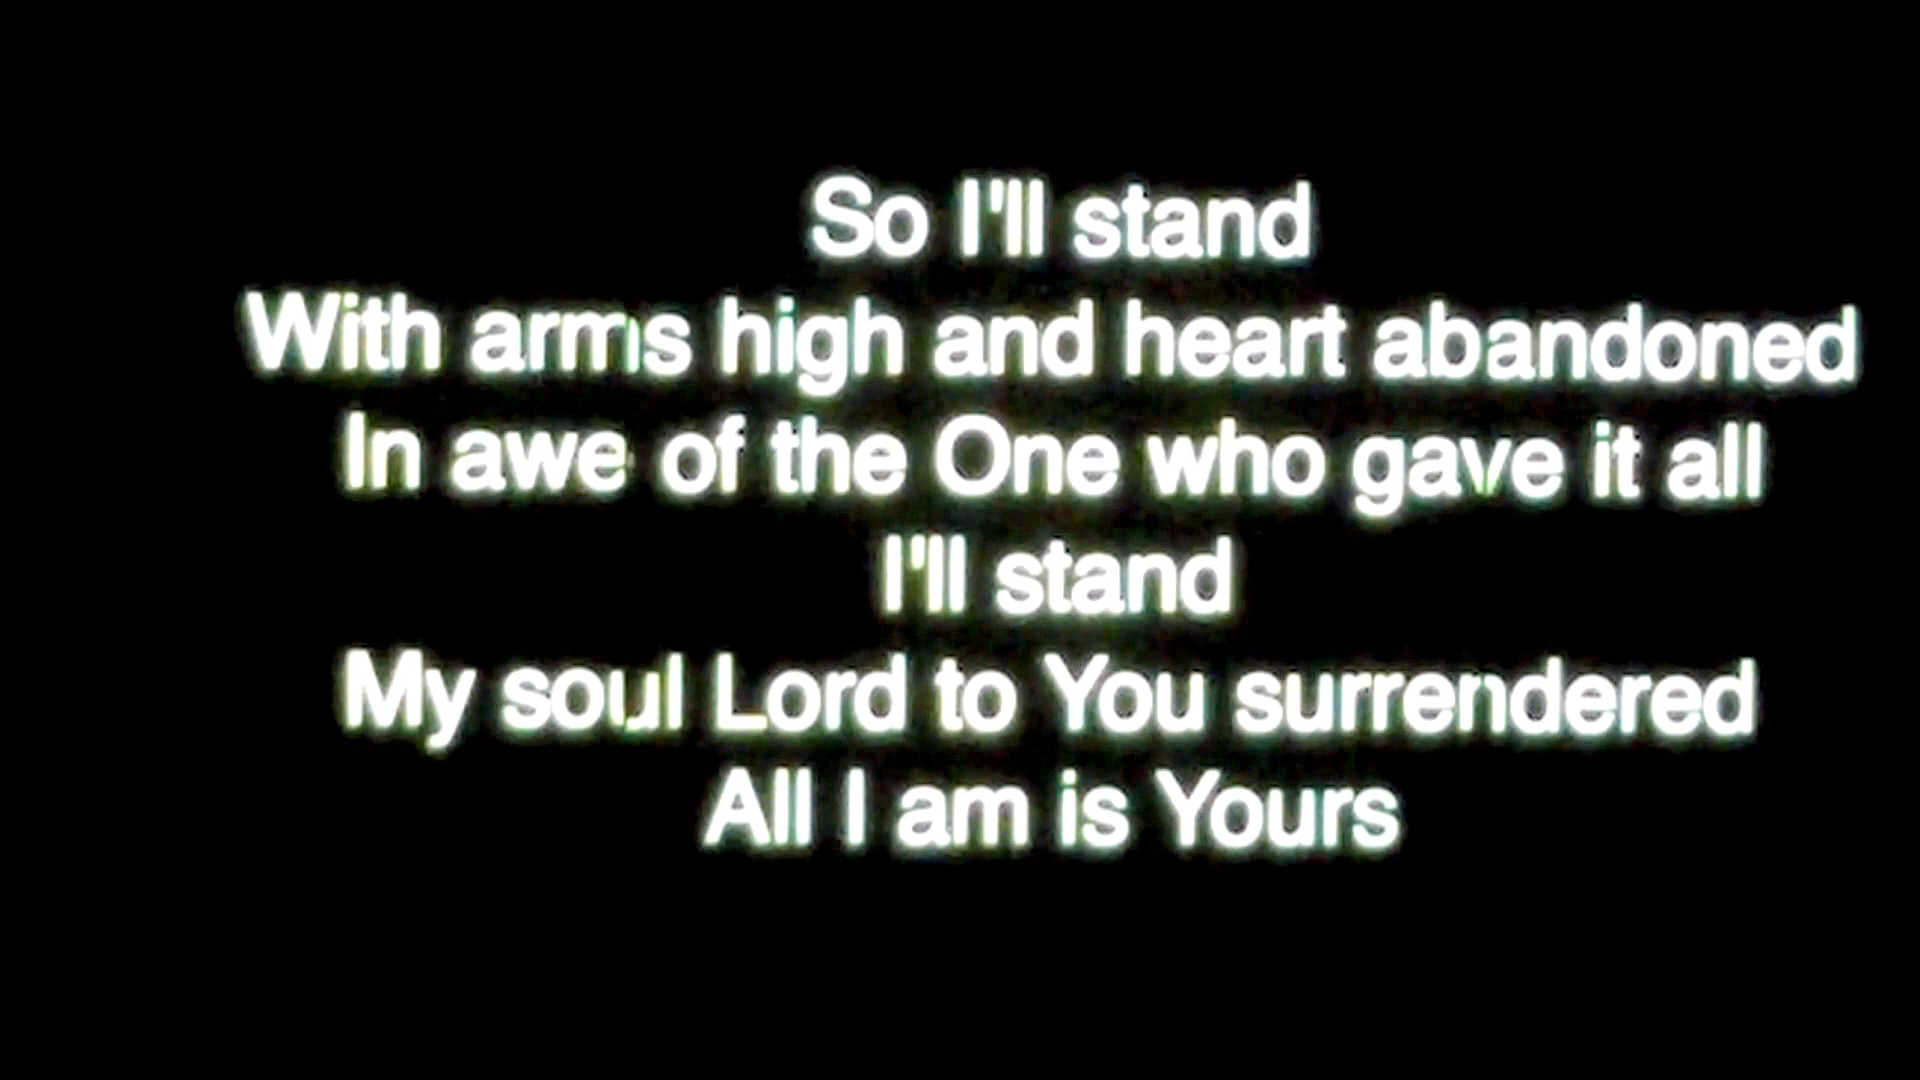 So I'll stand
With arms high and heart abandoned
In awe of the One who gave it all
I'll stand
My soul Lord to You surrendered
All I am is Yours